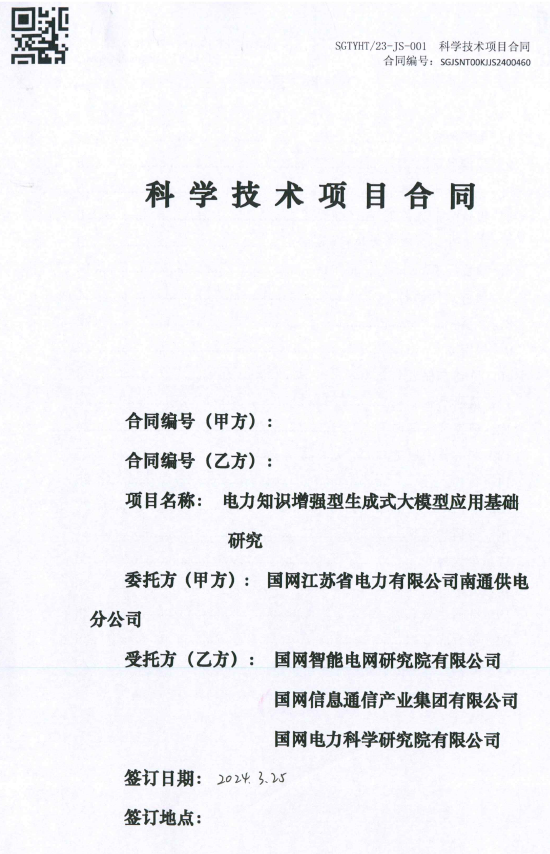 SGTYHT/23-JS-001 科学技术项目合同
合同编号：SGJSNT00KJJS2400460
科学技术项目合同
合同编号（甲方）：
合同编号（乙方）：
项目名称： 电力知识增强型生成式大模型应用基础
研究
委托方（甲方）： 国网江苏省电力有限公司南通供电
分公司
受托方（乙方）： 国网智能电网研究院有限公司
国网信息通信产业集团有限公司
国网电力科学研究院有限公司
签订日期： 2024.3.25
签订地点：